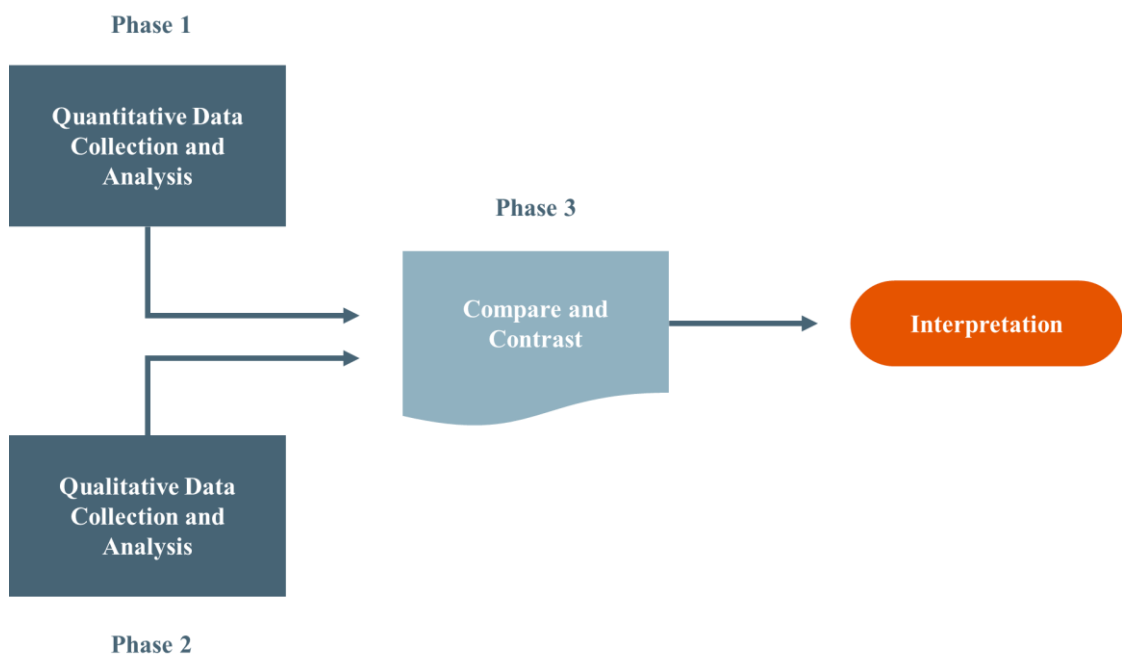 Phase 1
Quantitative Data
Collection and
Analysis
Phase 3
Compare and
Contrast
Interpretation
Qualitative Data
Collection and
Analysis
Phase 2